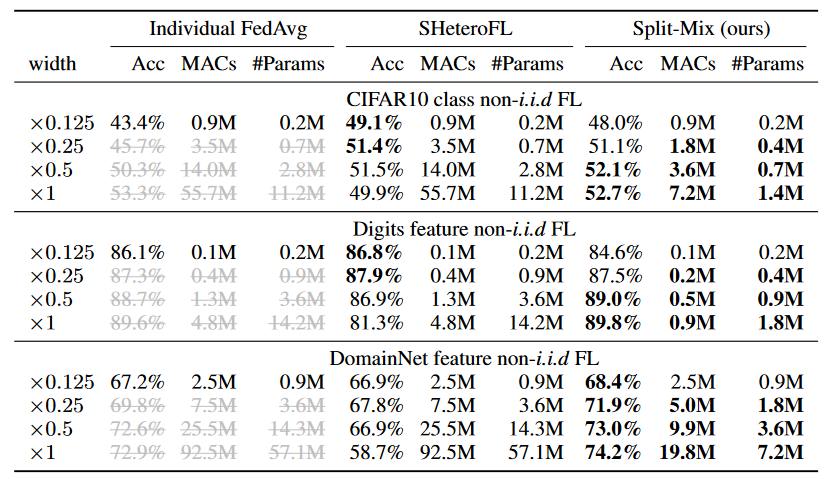 Individual FedAvg SHeteroFL Split-Mix (ours)
width Acc MACs #Params Acc MACs #Params Acc MACs #Params
CIFAR10 class non-i.i.d FL
×0.125 43.4% 0.9M 0.2M 49.1% 0.9M 0.2M 48.0% 0.9M 0.2M
×0.25 45.7% 3.5M 0.7M 51.4% 3.5M 0.7M 51.1% 1.8M 0.4M
×0.5 50.3% 14.0M 2.8M 51.5% 14.0M 2.8M 52.1% 3.6M 0.7M
×1 53.3% 55.7M 11.2M 49.9% 55.7M 11.2M 52.7% 7.2M 1.4M
Digits feature non-i.i.d FL
×0.125 86.1% 0.1M 0.2M 86.8% 0.1M 0.2M 84.6% 0.1M 0.2M
×0.25 87.3% 0.4M 0.9M 87.9% 0.4M 0.9M 87.5% 0.2M 0.4M
×0.5 88.7% 1.3M 3.6M 86.9% 1.3M 3.6M 89.0% 0.5M 0.9M
×1 89.6% 4.8M 14.2M 81.3% 4.8M 14.2M 89.8% 0.9M 1.8M
DomainNet feature non-i.i.d FL
×0.125 67.2% 2.5M 0.9M 66.9% 2.5M 0.9M 68.4% 2.5M 0.9M
×0.25 69.8% 7.5M 3.6M 67.8% 7.5M 3.6M 71.9% 5.0M 1.8M
×0.5 72.6% 25.5M 14.3M 66.9% 25.5M 14.3M 73.0% 9.9M 3.6M
×1 72.9% 92.5M 57.1M 58.7% 92.5M 57.1M 74.2% 19.8M 7.2M